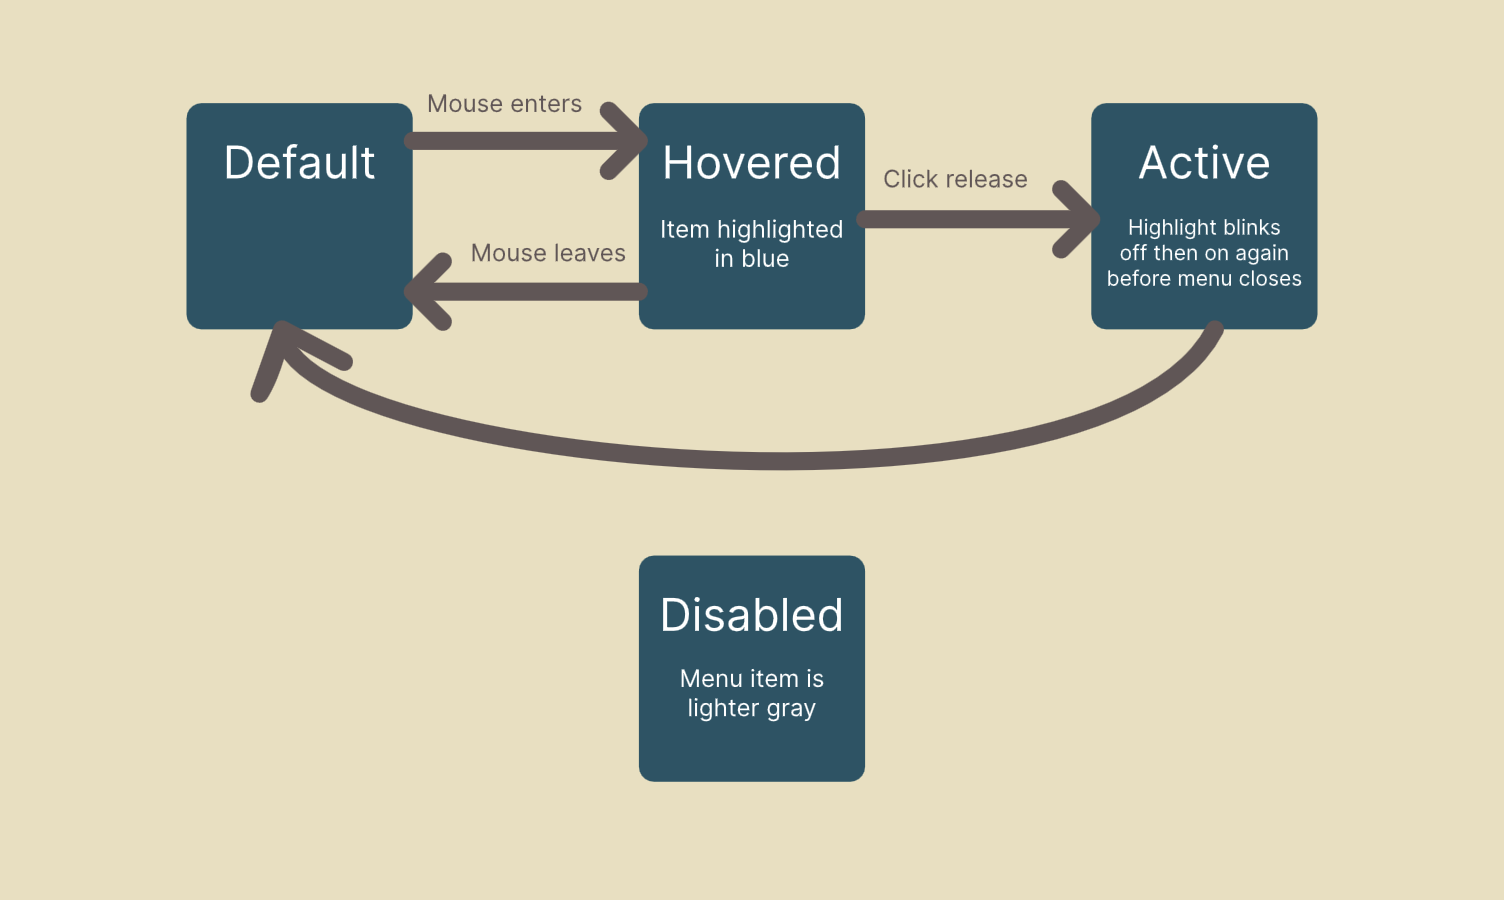 Mouse enters
Default
Hovered
Active
Click release
Item highlighted
in blue
Mouse leaves
Highlight blinks
off then on again
before menu closes
Disabled
Menu item is
lighter gray